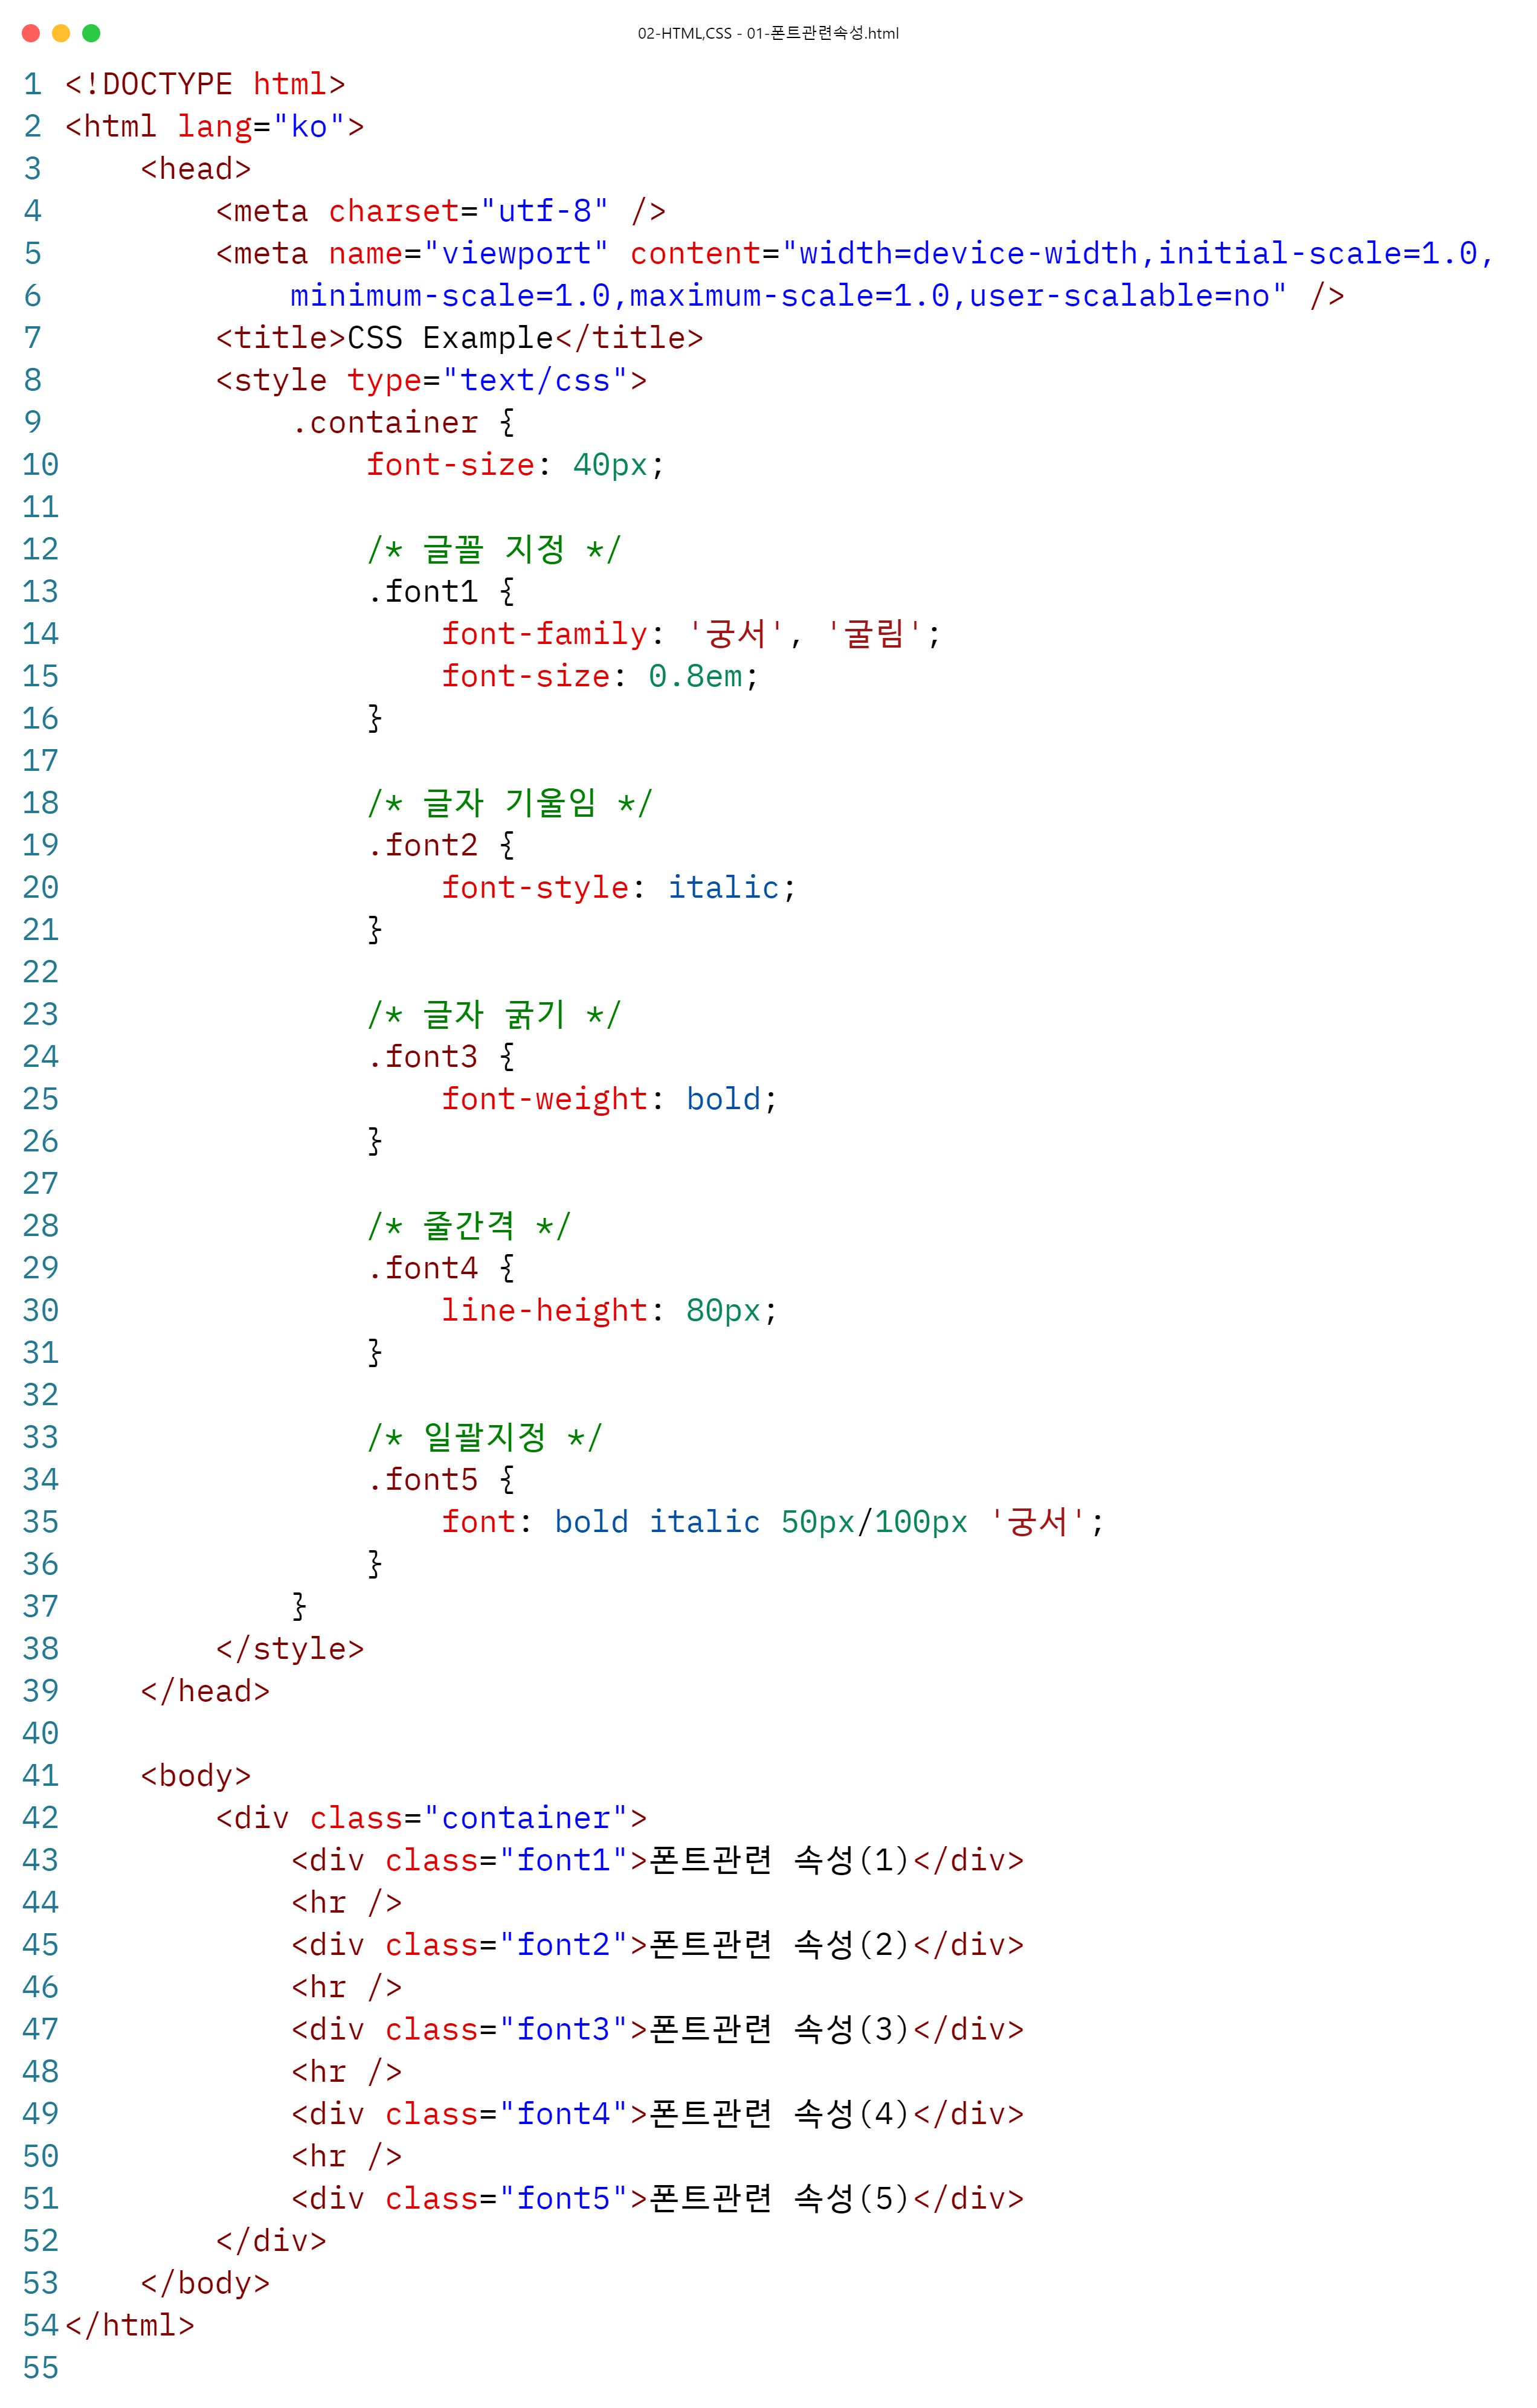 02-HTML,CSS - 01-폰트관련속성.html
1 <!DOCTYPE html>
2 <html lang="ko">
3     <head>
4         <meta charset="utf-8" />
5         <meta name="viewport" content="width=device-width,initial-scale=1.0,
6             minimum-scale=1.0,maximum-scale=1.0,user-scalable=no" />
7         <title>CSS Example</title>
8         <style type="text/css">
9             .container {
10                 font-size: 40px;
11
12                 /* 글꼴 지정 */
13                 .font1 {
14                     font-family: '궁서', '굴림';
15                     font-size: 0.8em;
16                 }
17
18                 /* 글자 기울임 */
19                 .font2 {
20                     font-style: italic;
21                 }
22
23                 /* 글자 굵기 */
24                 .font3 {
25                     font-weight: bold;
26                 }
27
28                 /* 줄간격 */
29                 .font4 {
30                     line-height: 80px;
31                 }
32
33                 /* 일괄지정 */
34                 .font5 {
35                     font: bold italic 50px/100px '궁서';
36                 }
37             }
38         </style>
39     </head>
40
41     <body>
42         <div class="container">
43             <div class="font1">폰트관련 속성(1)</div>
44             <hr />
45             <div class="font2">폰트관련 속성(2)</div>
46             <hr />
47             <div class="font3">폰트관련 속성(3)</div>
48             <hr />
49             <div class="font4">폰트관련 속성(4)</div>
50             <hr />
51             <div class="font5">폰트관련 속성(5)</div>
52         </div>
53     </body>
54 </html>
55